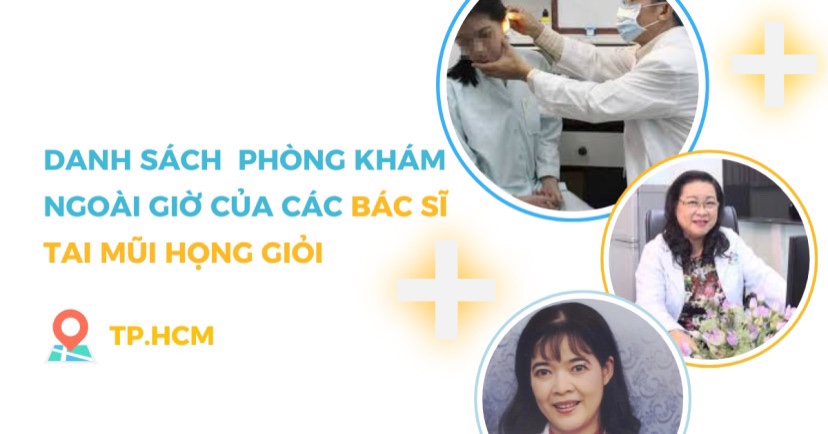 DANH SÁCH PHÒNG KHÁM
NGOÀI GIỜ CỦA CÁC BÁC SĨ
TAI MŨI HỌNG GIỎI
TP.HCM